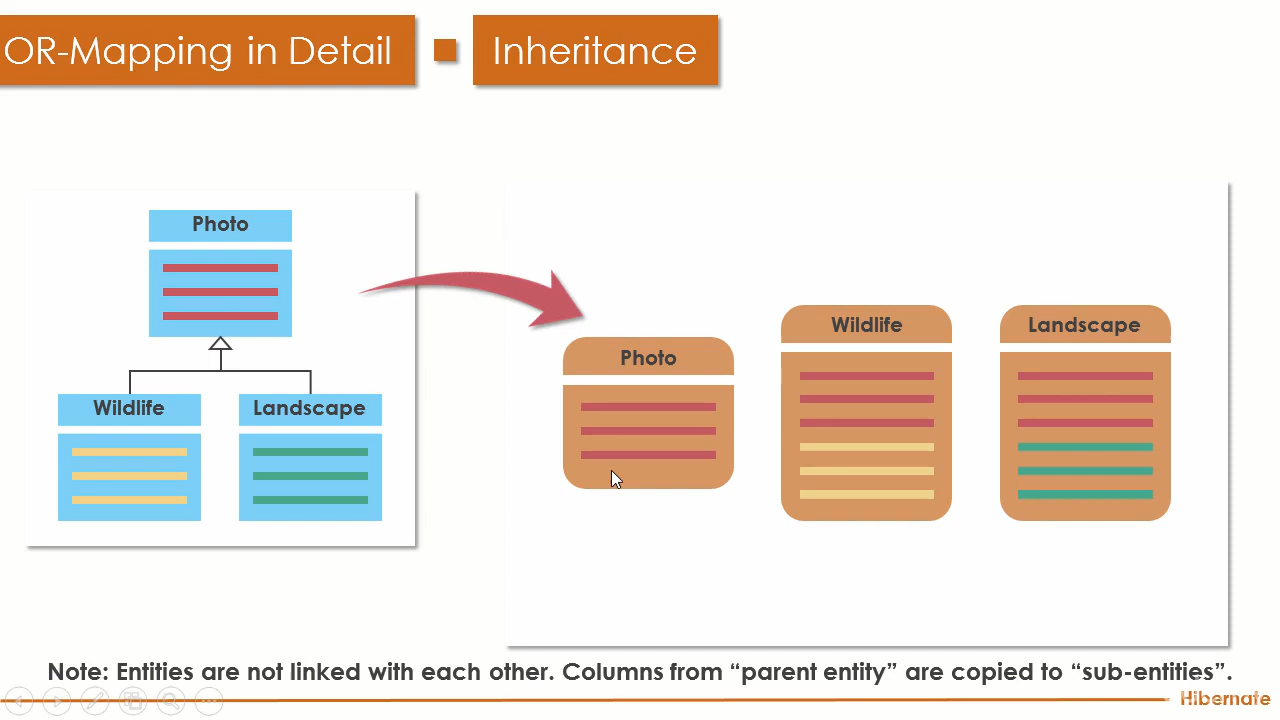 OR-Mapping in Detail
Inheritance
Photo
Wildlife
Landscape
Photo
Wildlife
Landscape
Note: Entities are not linked with each other. Columns from “parent entity” are copied to “sub-entities”.
Hibernate